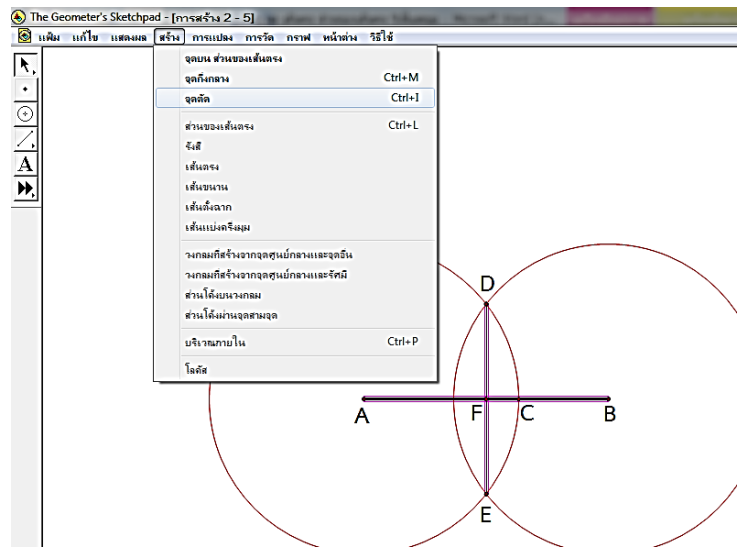 The Geometer's Sketchpad - [การสร้าง 2 - 5]
แฟ้ม แก้ไข แสดงผล สร้าง การแปลง การวัด กราฟ หน้าต่าง วิธีใช้
จุดบน ส่วนของเส้นตรง
จุดกึ่งกลาง Ctrl+M
จุดตัด Ctrl+I
ส่วนของเส้นตรง Ctrl+L
รังสี
เส้นตรง
เส้นขนาน
เส้นตั้งฉาก
เส้นแบ่งครึ่งมุม
วงกลมที่สร้างจากจุดศูนย์กลางและจุดอื่น
วงกลมที่สร้างจากจุดศูนย์กลางและรัศมี
ส่วนโค้งบนวงกลม
ส่วนโค้งผ่านจุดสามจุด
บริเวณภายใน Ctrl+P
โลคัส
A
D
A F C B
E